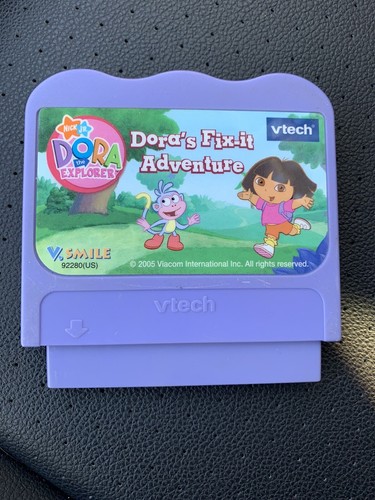 NICK JR.
DORA
the
EXPLORER
Dora's Fix-it
Adventure
vtech
V.SMILE
92280(US)
© 2005 Viacom International Inc. All rights reserved.
vtech